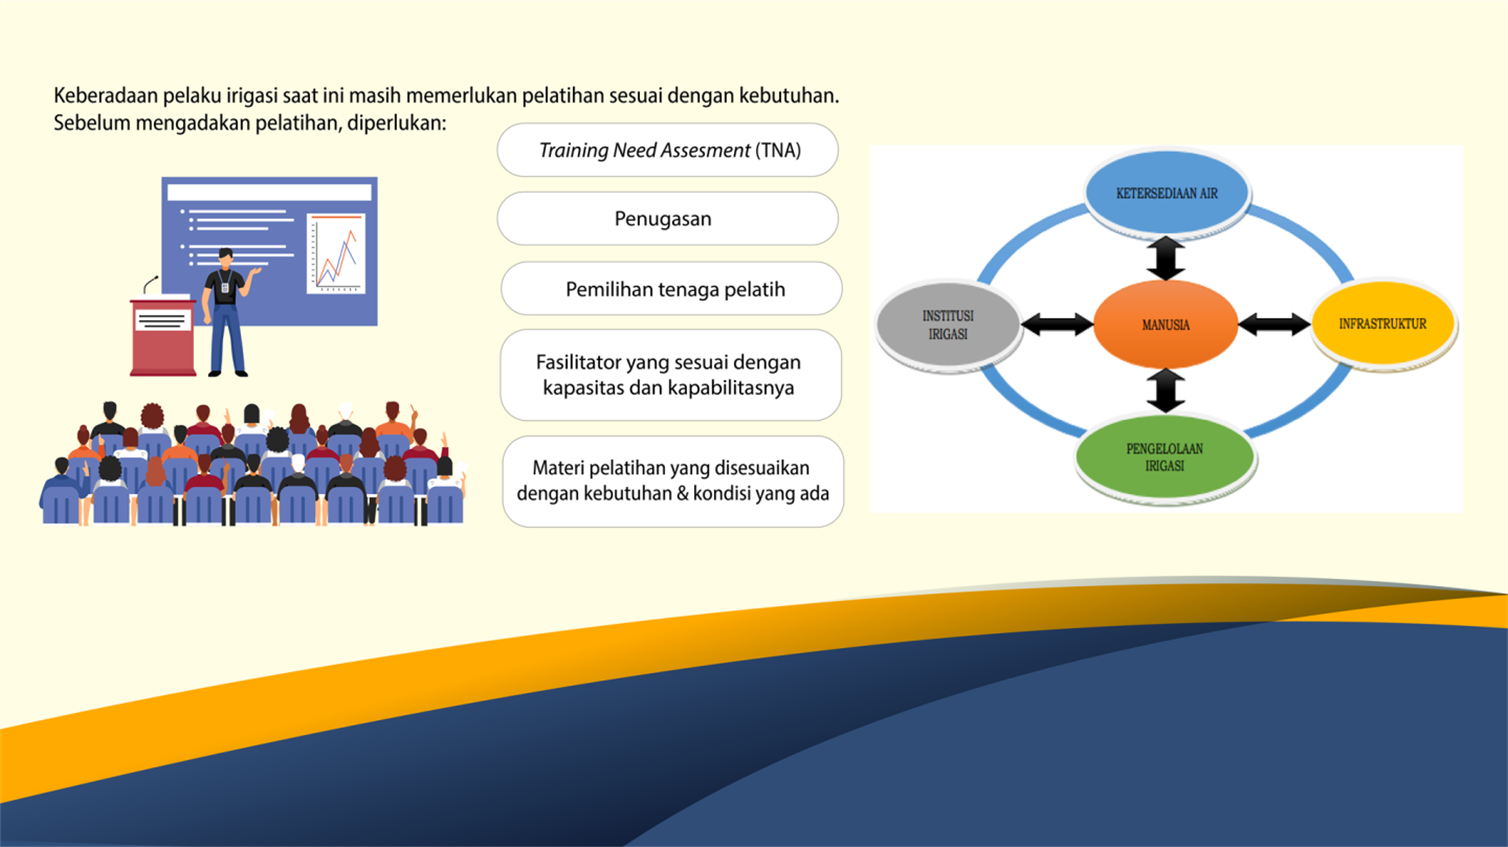 Keberadaan pelaku irigasi saat ini masih memerlukan pelatihan sesuai dengan kebutuhan.
Sebelum mengadakan pelatihan, diperlukan:
Training Need Assesment (TNA)
Penugasan
Pemilihan tenaga pelatih
Fasilitator yang sesuai dengan
kapasitas dan kapabilitasnya
Materi pelatihan yang disesuaikan
dengan kebutuhan & kondisi yang ada
KETERSEDIAAN AIR
INSTITUSI
IRIGASI
MANUSIA
INFRASTRUKTUR
PENGELOLAAN
IRIGASI